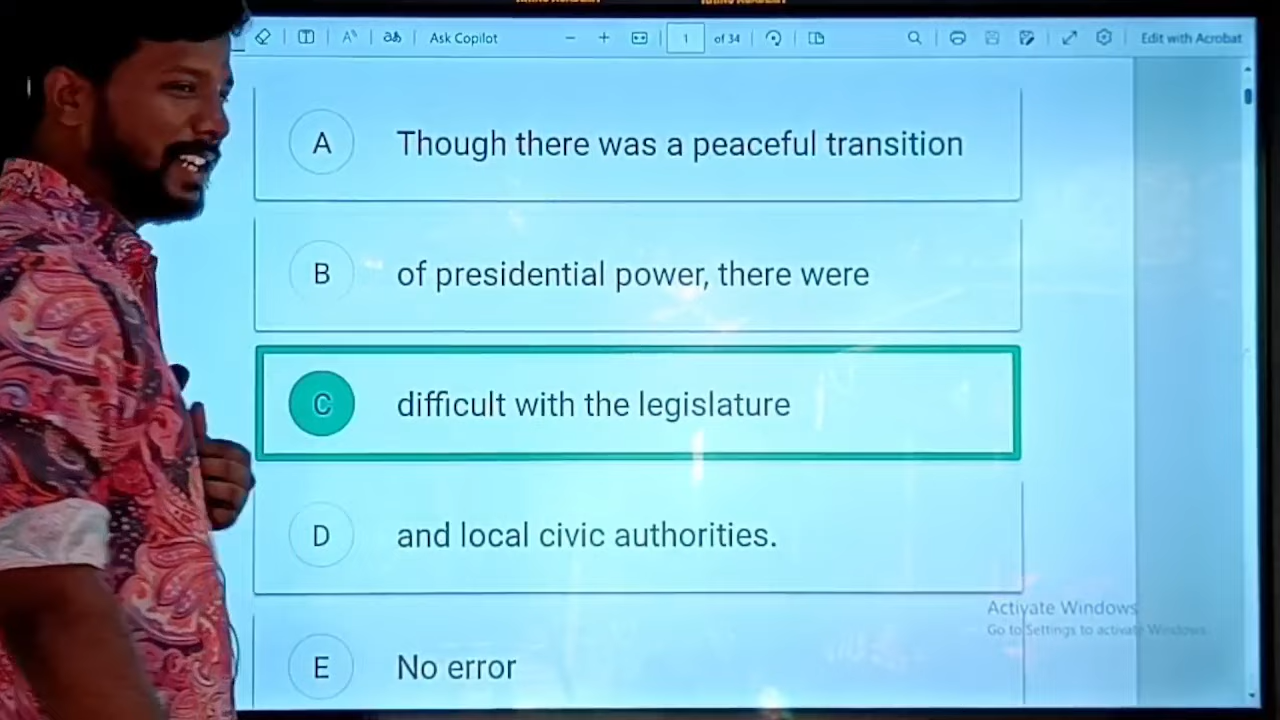 Ask Copilot
1 of 34
Edit with Acrobat
A Though there was a peaceful transition
B of presidential power, there were
C difficult with the legislature
D and local civic authorities.
Activate Windows
Go to Settings to activate Windows.
E No error